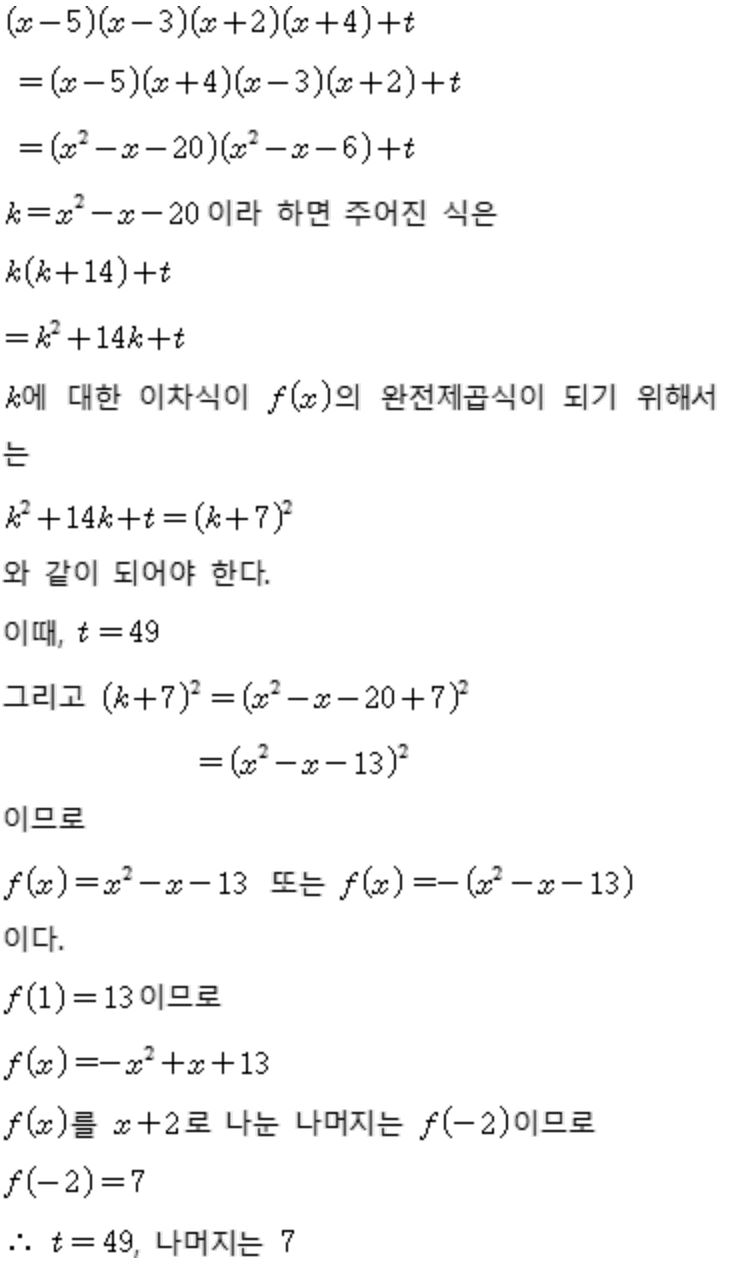 (x−5)(x−3)(x+2)(x+4)+t
=(x−5)(x+4)(x−3)(x+2)+t
=(x²−x−20)(x²−x−6)+t
k=x²−x−20이라 하면 주어진 식은
k(k+14)+t
=k²+14k+t
k에 대한 이차식이 f(x)의 완전제곱식이 되기 위해서
는
k²+14k+t=(k+7)²
와 같이 되어야 한다.
이때, t=49
그리고 (k+7)²=(x²−x−20+7)²
=(x²−x−13)²
이므로
f(x)=x²−x−13 또는 f(x)=−(x²−x−13)
이다.
f(1)=13이므로
f(x)=−x²+x+13
f(x)를 x+2로 나눈 나머지는 f(−2)이므로
f(−2)=7
∴ t=49, 나머지는 7